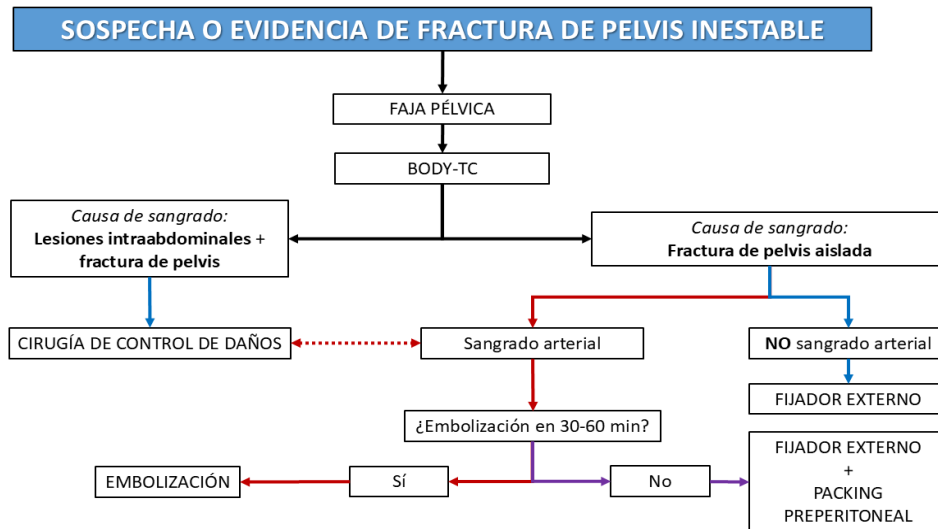 SOSPECHA O EVIDENCIA DE FRACTURA DE PELVIS INESTABLE
FAJA PÉLVICA
BODY-TC
Causa de sangrado:
Lesiones intraabdominales +
fractura de pelvis
Causa de sangrado:
Fractura de pelvis aislada
CIRUGÍA DE CONTROL DE DAÑOS
Sangrado arterial
NO sangrado arterial
FIJADOR EXTERNO
¿Embolización en 30-60 min?
EMBOLIZACIÓN
Sí
No
FIJADOR EXTERNO
+
PACKING
PREPERITONEAL